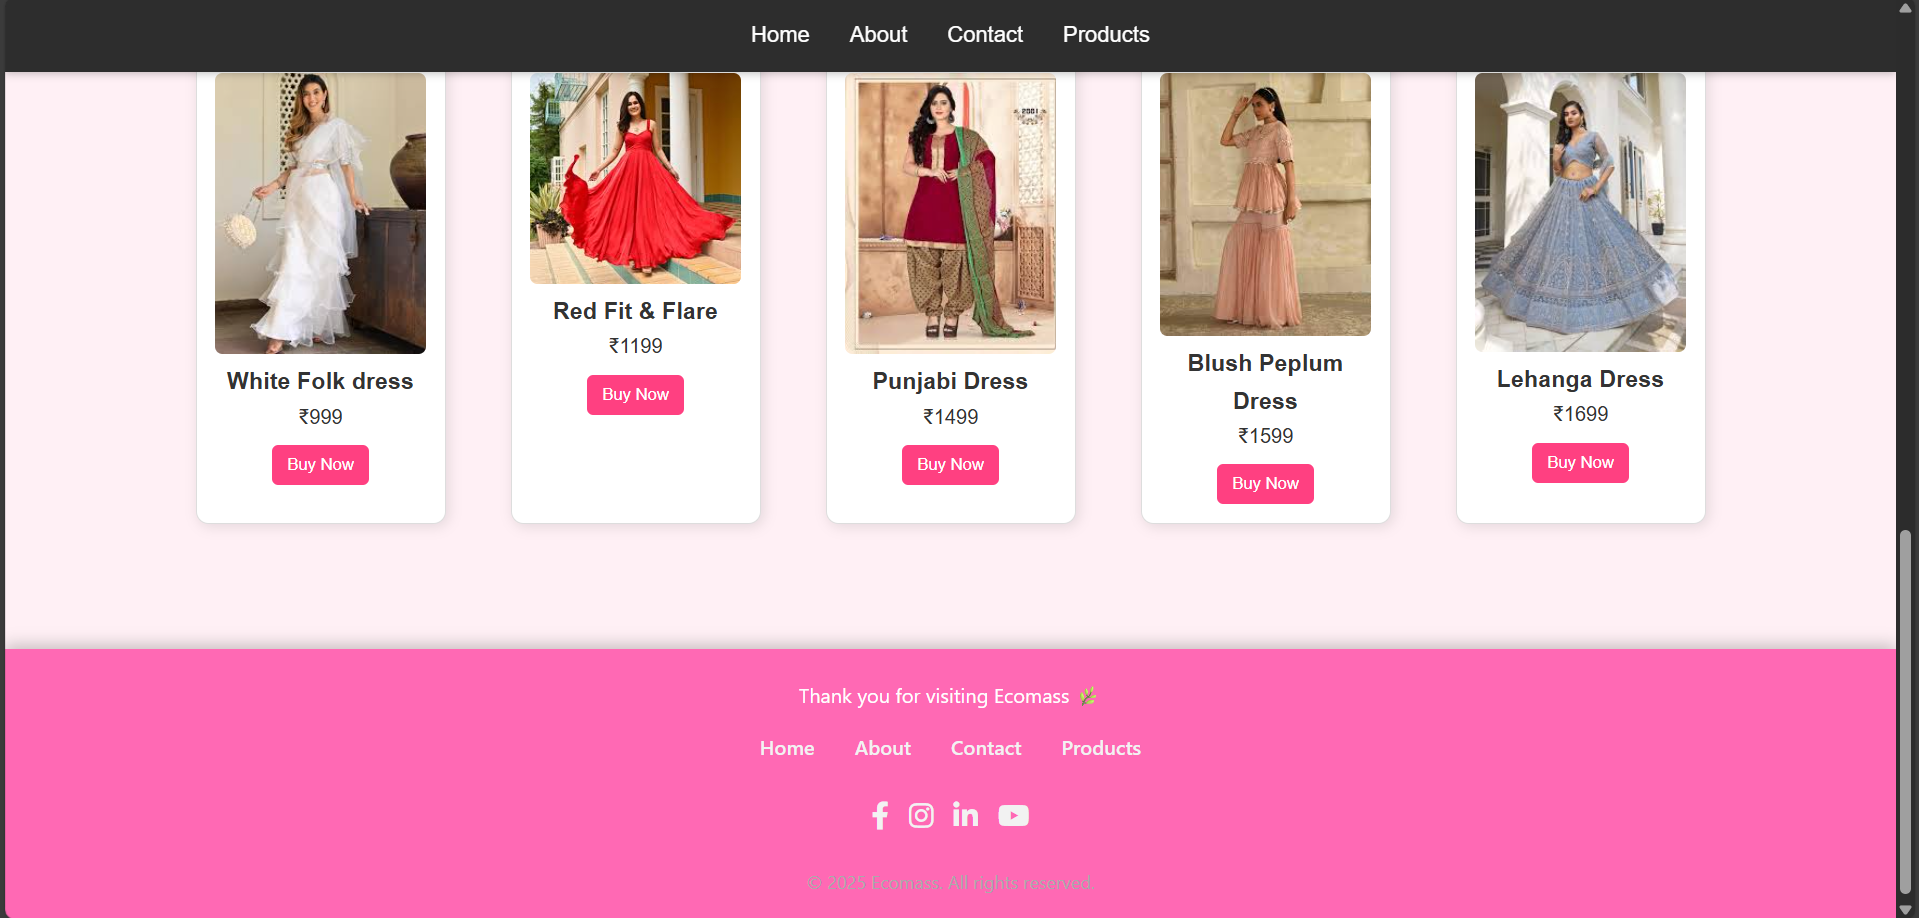 Home About Contact Products
2081
White Folk dress
₹999
Buy Now
Red Fit & Flare
₹1199
Buy Now
Punjabi Dress
₹1499
Buy Now
Blush Peplum
Dress
₹1599
Buy Now
Lehanga Dress
₹1699
Buy Now
Thank you for visiting Ecomass 🌿
Home About Contact Products
© 2025 Ecomass. All rights reserved.